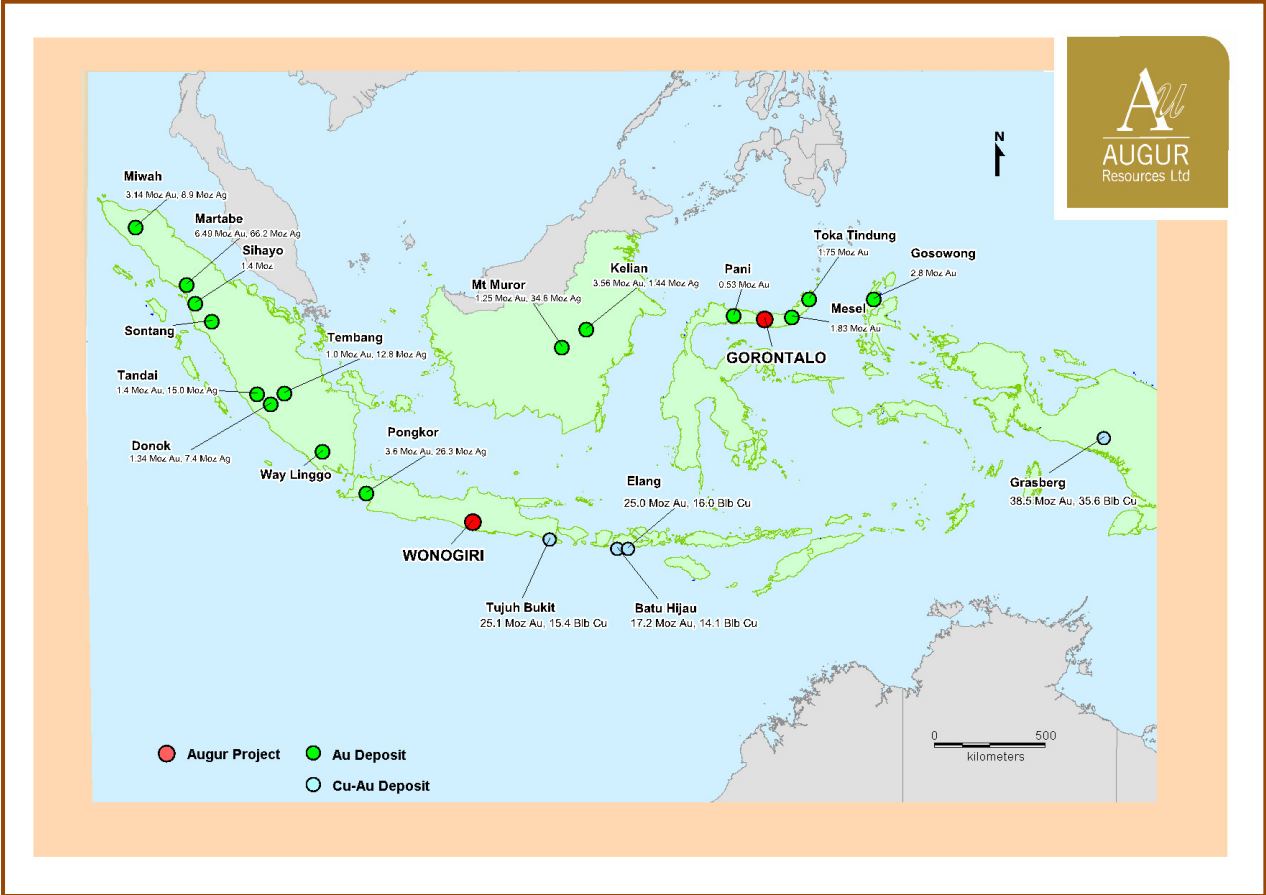 Au
AUGUR
Resources Ltd
N
Miwah
3.14 Moz Au, 8.9 Moz Ag
Martabe
6.49 Moz Au, 66.2 Moz Ag
Sihayo
1.4 Moz
Sontang
Tembang
1.0 Moz Au, 12.8 Moz Ag
Tandai
1.4 Moz Au, 15.0 Moz Ag
Donok
1.34 Moz Au, 7.4 Moz Ag
Way Linggo
Pongkor
3.6 Moz Au, 26.3 Moz Ag
Mt Muror
1.25 Moz Au, 34.6 Moz Ag
Kelian
3.56 Moz Au, 1.44 Moz Ag
Pani
0.53 Moz Au
Toka Tindung
1.75 Moz Au
Gosowong
2.8 Moz Au
Mesel
1.83 Moz Au
GORONTALO
Grasberg
38.5 Moz Au, 35.6 Blb Cu
Elang
25.0 Moz Au, 16.0 Blb Cu
WONOGIRI
Tujuh Bukit
25.1 Moz Au, 15.4 Blb Cu
Batu Hijau
17.2 Moz Au, 14.1 Blb Cu
0 500
kilometers
Augur Project
Au Deposit
Cu-Au Deposit